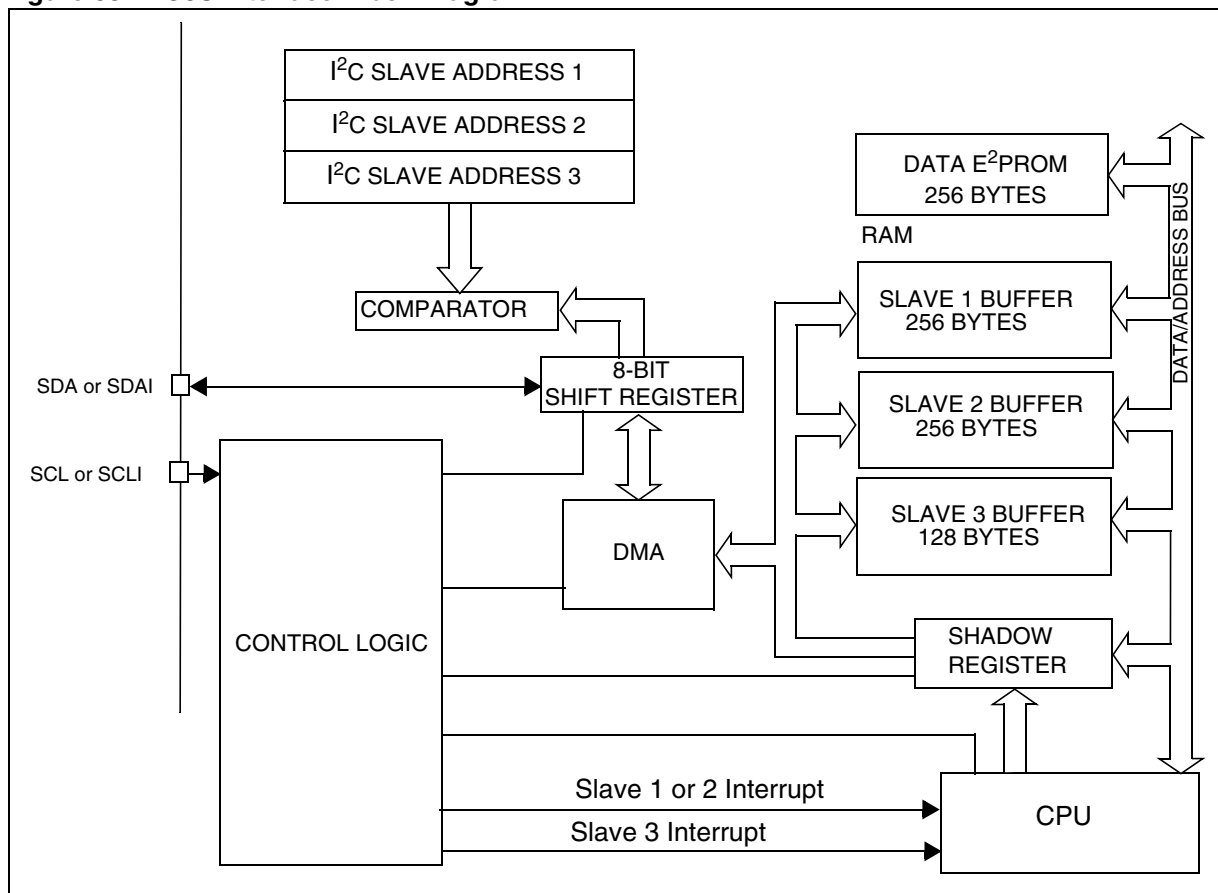 I²C SLAVE ADDRESS 1
I²C SLAVE ADDRESS 2
I²C SLAVE ADDRESS 3
COMPARATOR
8-BIT
SHIFT REGISTER
SDA or SDAI
SCL or SCLI
CONTROL LOGIC
DMA
DATA E²PROM
256 BYTES
RAM
SLAVE 1 BUFFER
256 BYTES
SLAVE 2 BUFFER
256 BYTES
SLAVE 3 BUFFER
128 BYTES
SHADOW
REGISTER
DATA/ADDRESS BUS
Slave 1 or 2 Interrupt
Slave 3 Interrupt
CPU